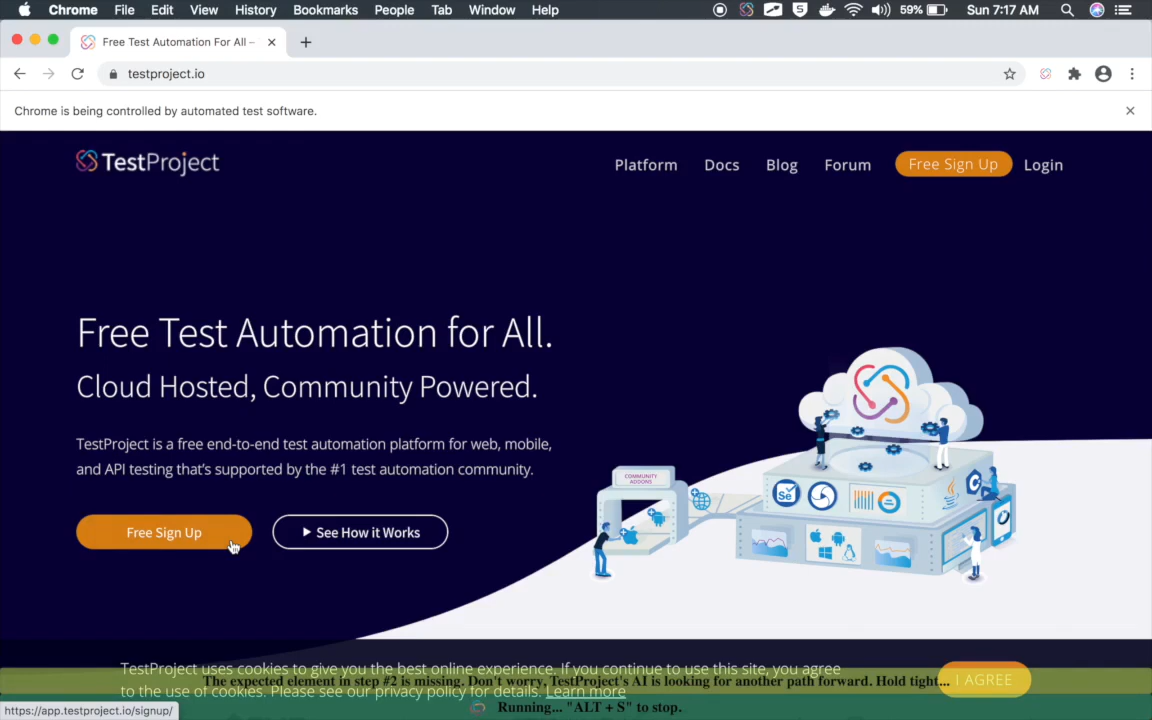 Chrome File Edit View History Bookmarks People Tab Window Help 5 59% Sun 7:17 AM
Free Test Automation For All –
testproject.io
Chrome is being controlled by automated test software.
TestProject
Platform Docs Blog Forum Free Sign Up Login
Free Test Automation for All.
Cloud Hosted, Community Powered.
TestProject is a free end-to-end test automation platform for web, mobile,
and API testing that's supported by the #1 test automation community.
COMMUNITY
ADDONS
Se
Free Sign Up See How it Works
TestProject uses cookies to give you the best online experience. If you continue to use this site, you agree
The expected element in step #2 is missing. Don't worry, TestProject's AI is looking for another path forward. Hold tight...
I AGREE
to the use of cookies. Please see our privacy policy for details. Learn more
Running... "ALT + S" to stop.
https://app.testproject.io/signup/